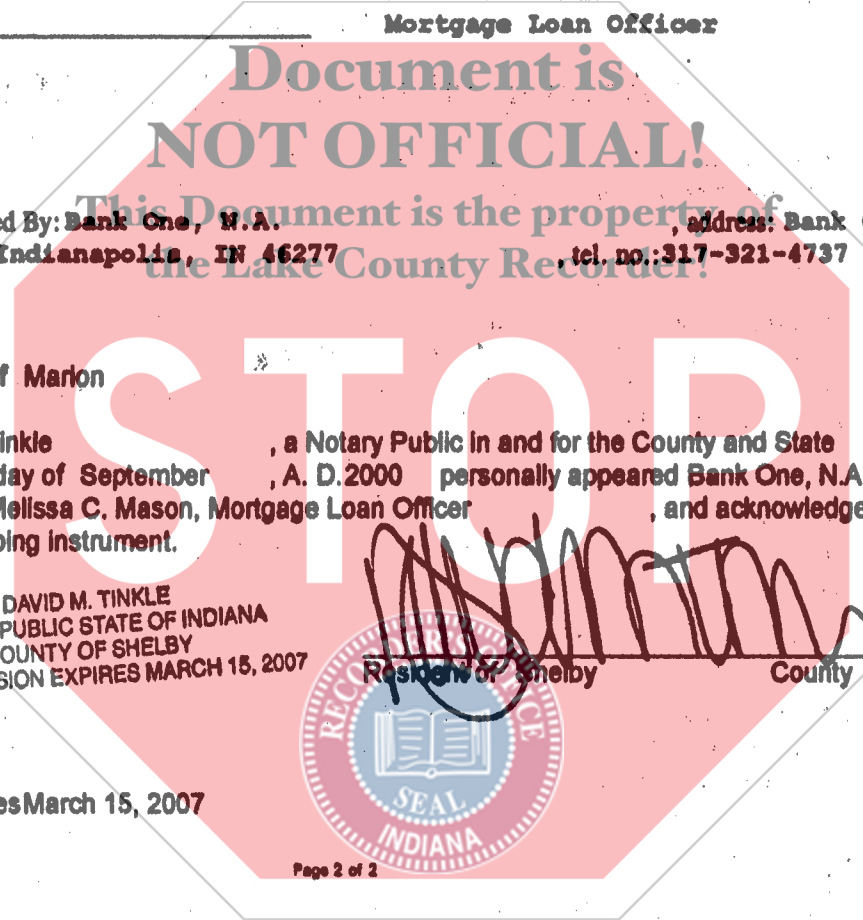 Mortgage Loan Officer
Document is
NOT OFFICIAL!
This Document is the property of
the Lake County Recorder!
ed By: Bank One, N.A. , address: Bank
Indianapolis, IN 46277 , tel. no.:317-321-4737
STOP
f Marion
inkle , a Notary Public in and for the County and State
day of September , A. D. 2000 personally appeared Bank One, N.A
Melissa C. Mason, Mortgage Loan Officer , and acknowledge
oing instrument.
DAVID M. TINKLE
PUBLIC STATE OF INDIANA
OUNTY OF SHELBY
SION EXPIRES MARCH 15, 2007
Resident of Shelby County
RECORDER'S OFFICE
SEAL
INDIANA
es March 15, 2007
Page 2 of 2